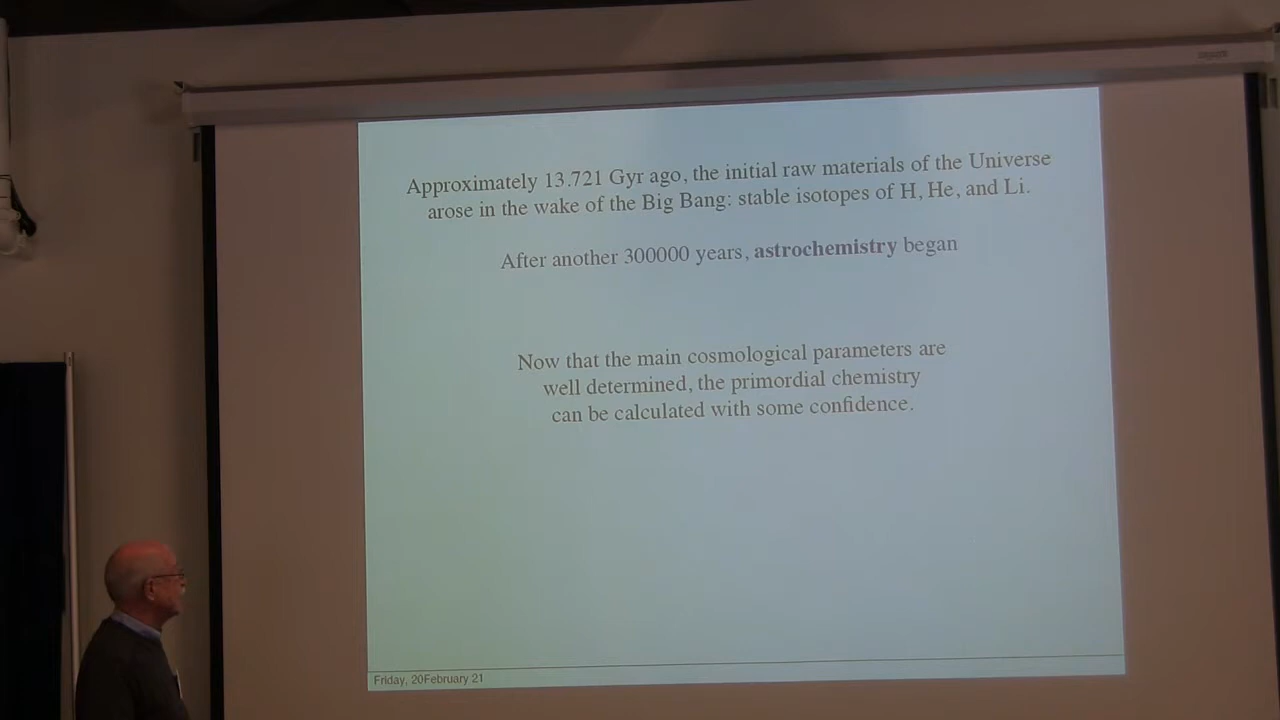 Approximately 13.721 Gyr ago, the initial raw materials of the Universe
arose in the wake of the Big Bang: stable isotopes of H, He, and Li.
After another 300000 years, astrochemistry began
Now that the main cosmological parameters are
well determined, the primordial chemistry
can be calculated with some confidence.
Friday, 20February 21